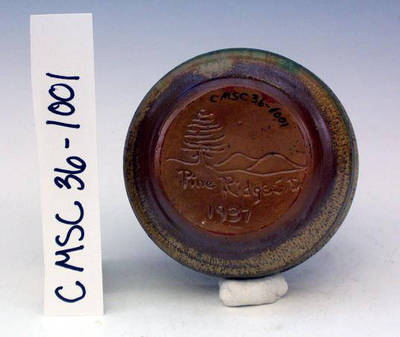 CMSC 36-1001
CMSC 36-1001
Pine Ridge S.D
1937